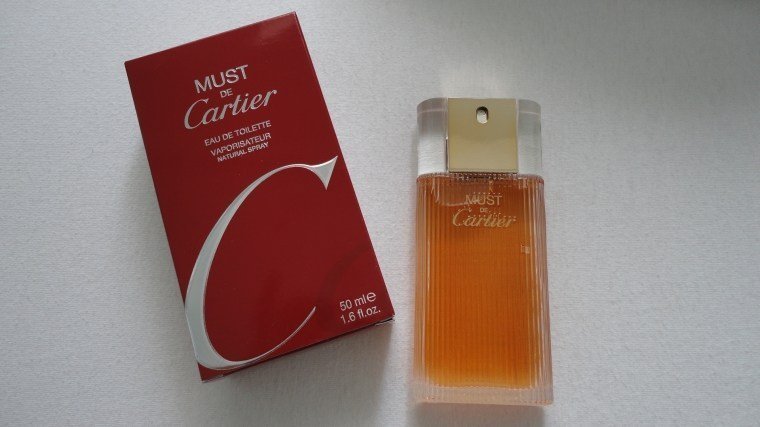 MUST
DE
Cartier
EAU DE TOILETTE
VAPORISATEUR
NATURAL SPRAY
C
50 ml e
1.6 fl.oz.
MUST
DE
Cartier